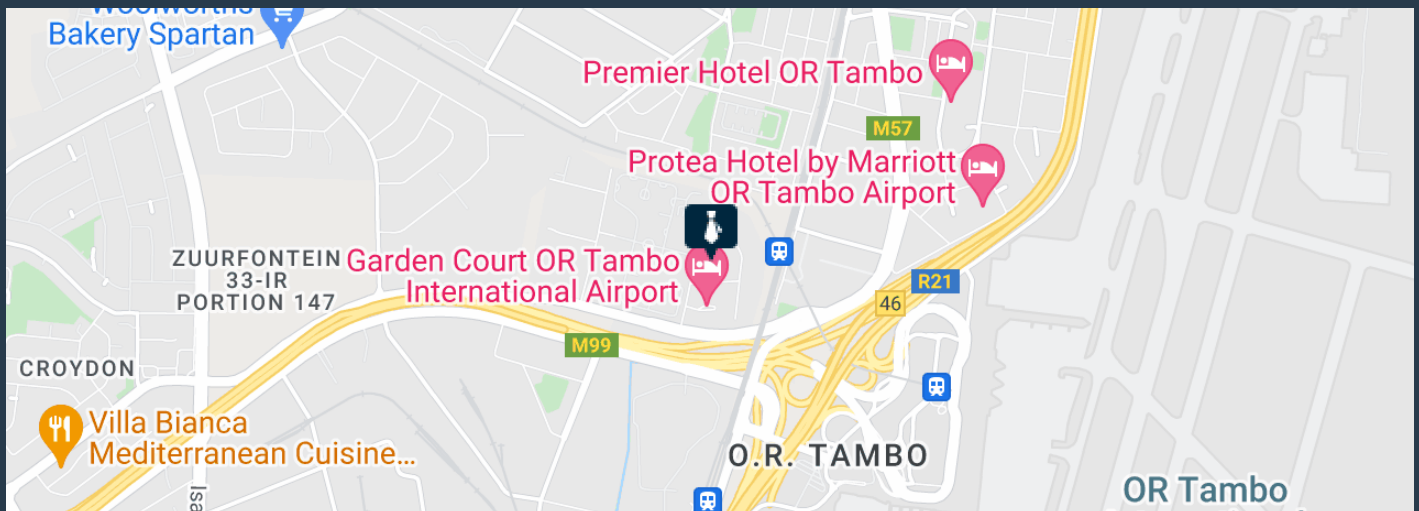 Woolworths
Bakery Spartan
Premier Hotel OR Tambo
M57
Protea Hotel by Marriott
OR Tambo Airport
ZUURFONTEIN
33-IR
PORTION 147
Garden Court OR Tambo
International Airport
R21
46
M99
CROYDON
Villa Bianca
Mediterranean Cuisine...
O.R. TAMBO
Isa
OR Tambo